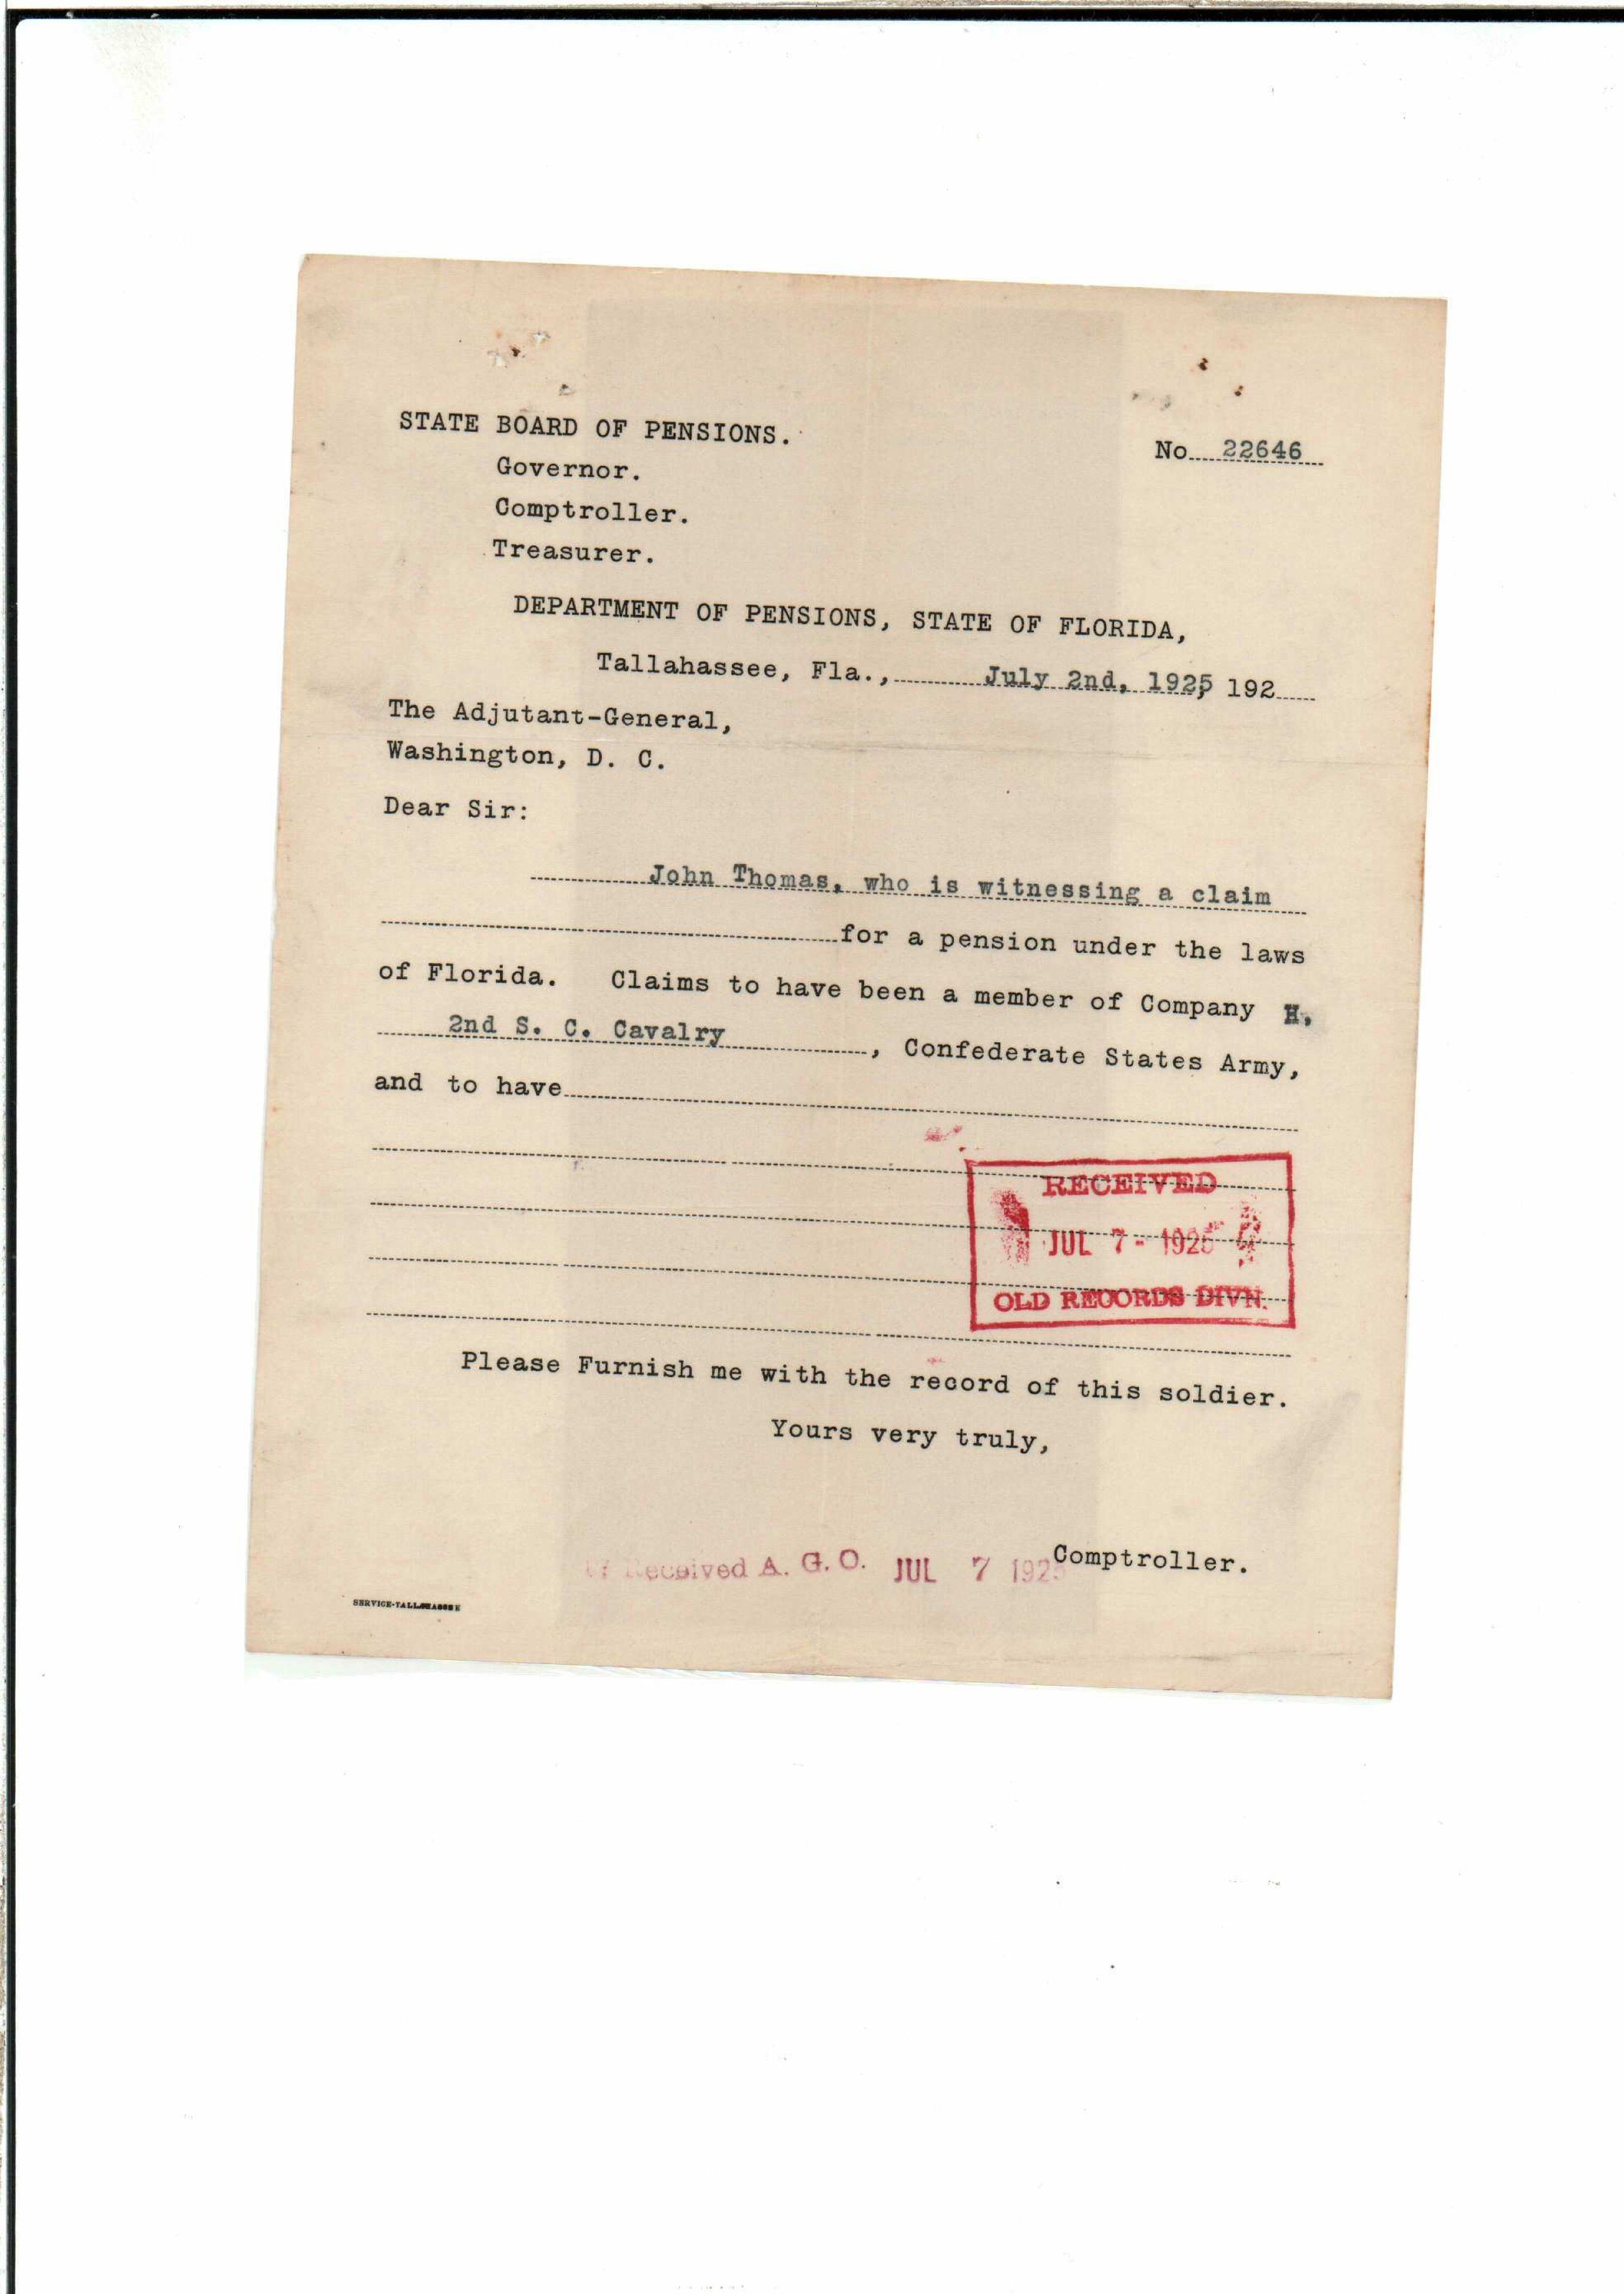 STATE BOARD OF PENSIONS.
No 22646
Governor.
Comptroller.
Treasurer.
DEPARTMENT OF PENSIONS, STATE OF FLORIDA,
Tallahassee, Fla., July 2nd, 1925, 192
The Adjutant-General,
Washington, D. C.
Dear Sir:
John Thomas, who is witnessing a claim
for a pension under the laws
of Florida. Claims to have been a member of Company H,
2nd S. C. Cavalry, Confederate States Army,
and to have
RECEIVED
JUL 7 - 1925
OLD RECORDS DIVN.
Please Furnish me with the record of this soldier.
Yours very truly,
Comptroller.
Received A. G. O. JUL 7 1925
SERVICE-TALLAHASSEE